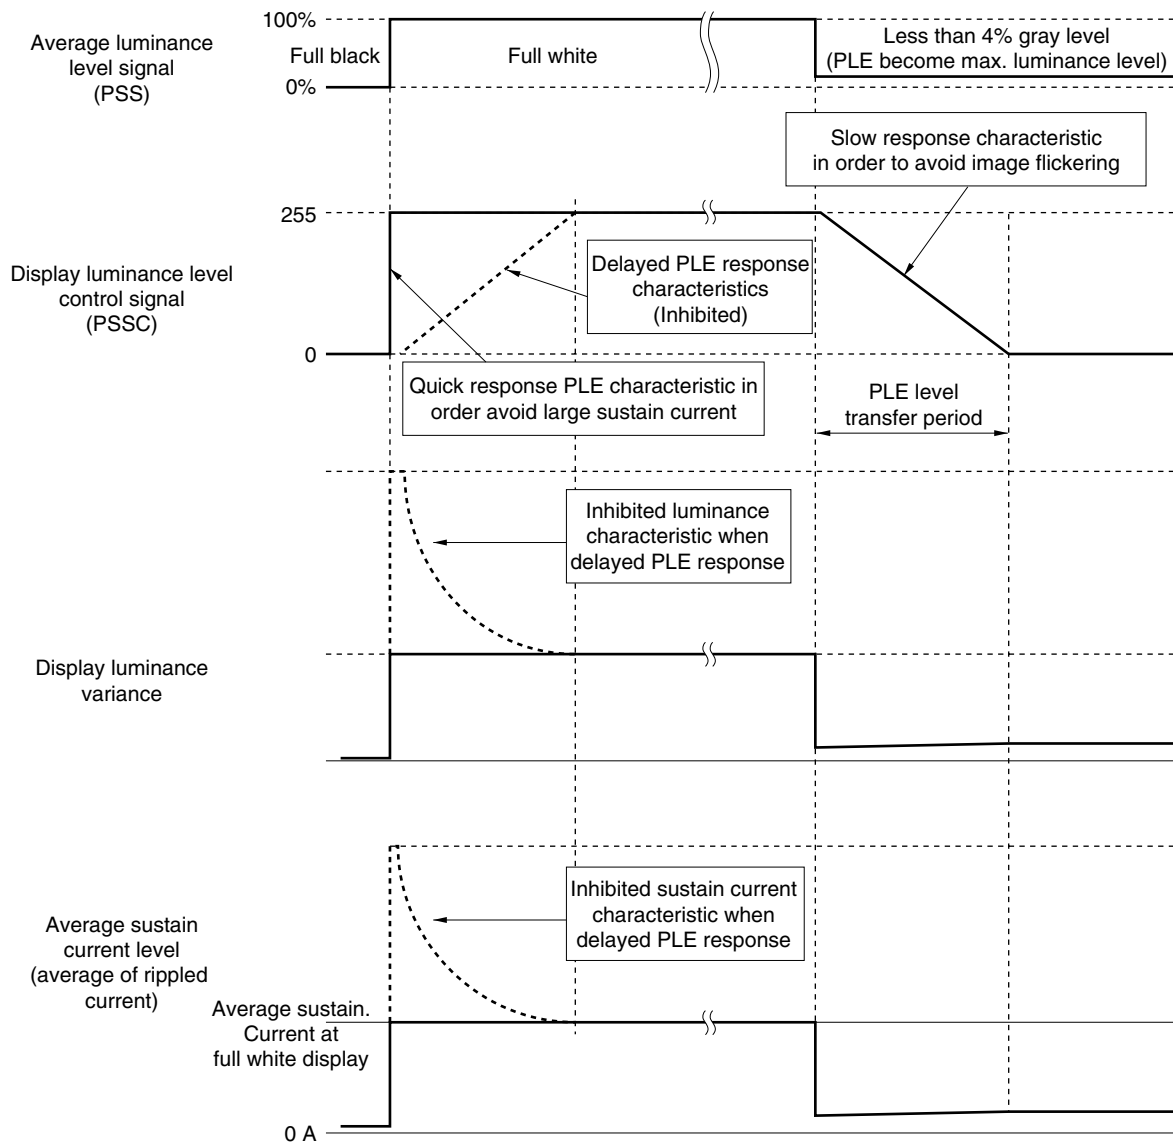 Average luminance
level signal
(PSS)
100%
0%
Full black
Full white
Less than 4% gray level
(PLE become max. luminance level)
Slow response characteristic
in order to avoid image flickering
Display luminance level
control signal
(PSSC)
255
0
Delayed PLE response
characteristics
(Inhibited)
Quick response PLE characteristic in
order avoid large sustain current
PLE level
transfer period
Inhibited luminance
characteristic when
delayed PLE response
Display luminance
variance
Inhibited sustain current
characteristic when
delayed PLE response
Average sustain
current level
(average of rippled
current)
Average sustain.
Current at
full white display
0 A